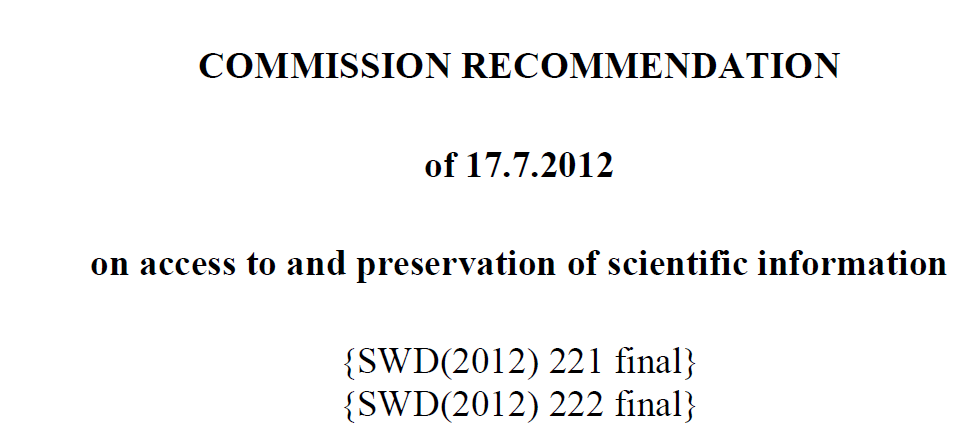 COMMISSION RECOMMENDATION
of 17.7.2012
on access to and preservation of scientific information
{SWD(2012) 221 final}
{SWD(2012) 222 final}